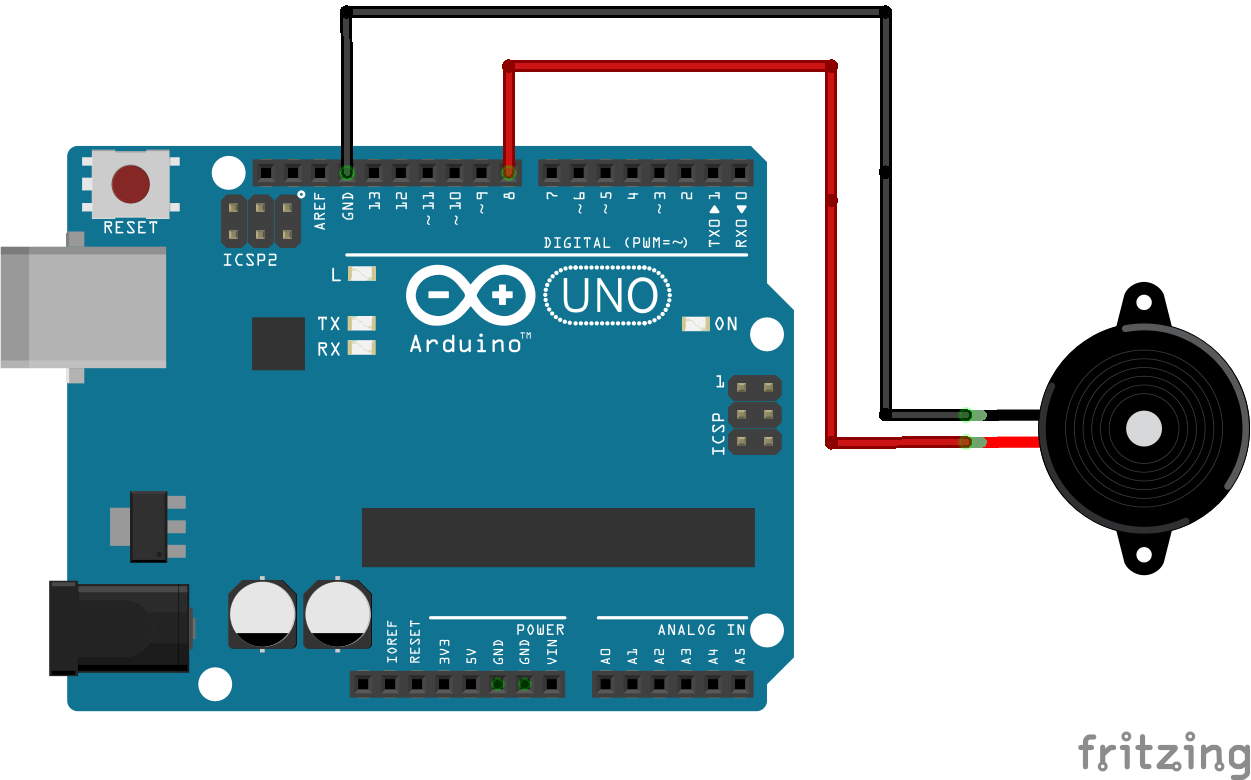 RESET
ICSP2
AREF
GND
13
12
~11
~10
~9
8
7
~6
~5
4
~3
2
TX0▶1
RX0◀0
DIGITAL (PWM=~)
L
TX
RX
Arduino™
UNO
ON
1
ICSP
POWER
ANALOG IN
IOREF
RESET
3V3
5V
GND
GND
VIN
A0
A1
A2
A3
A4
A5
fritzing